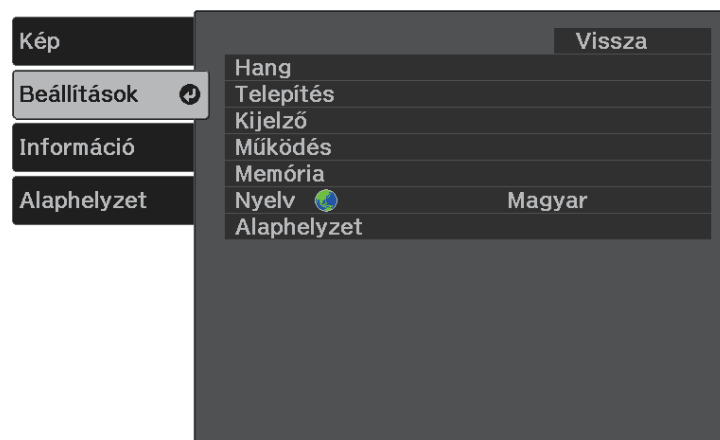 Kép
Beállítások
Információ
Alaphelyzet
Vissza
Hang
Telepítés
Kijelző
Működés
Memória
Nyelv Magyar
Alaphelyzet